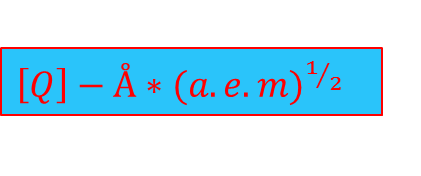 [Q] − Å ∗ (a.e.m)^1/2